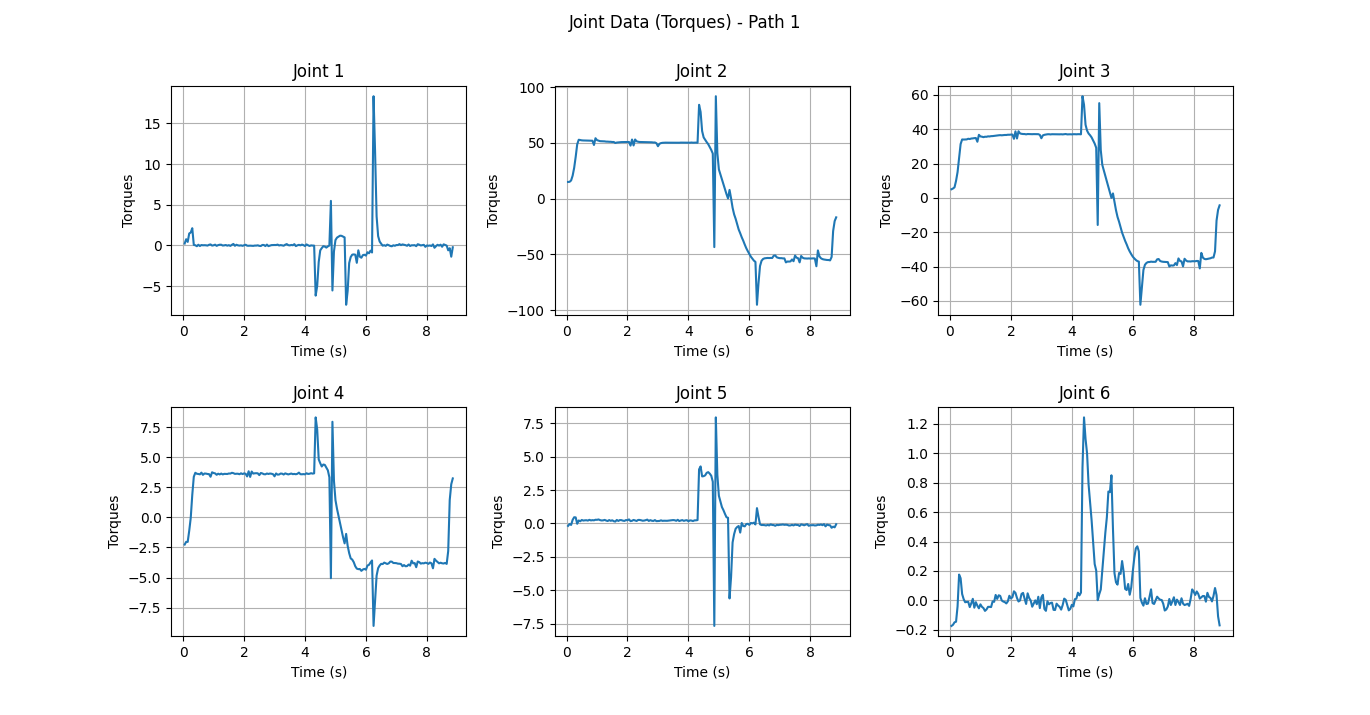 Joint Data (Torques) - Path 1
Joint 1
Joint 2
Joint 3
Torques
15
10
5
0
−5
0 2 4 6 8
Time (s)
Torques
100
50
0
−50
−100
0 2 4 6 8
Time (s)
Torques
60
40
20
0
−20
−40
−60
0 2 4 6 8
Time (s)
Joint 4
Joint 5
Joint 6
Torques
7.5
5.0
2.5
0.0
−2.5
−5.0
−7.5
0 2 4 6 8
Time (s)
Torques
7.5
5.0
2.5
0.0
−2.5
−5.0
−7.5
0 2 4 6 8
Time (s)
Torques
1.2
1.0
0.8
0.6
0.4
0.2
0.0
−0.2
0 2 4 6 8
Time (s)